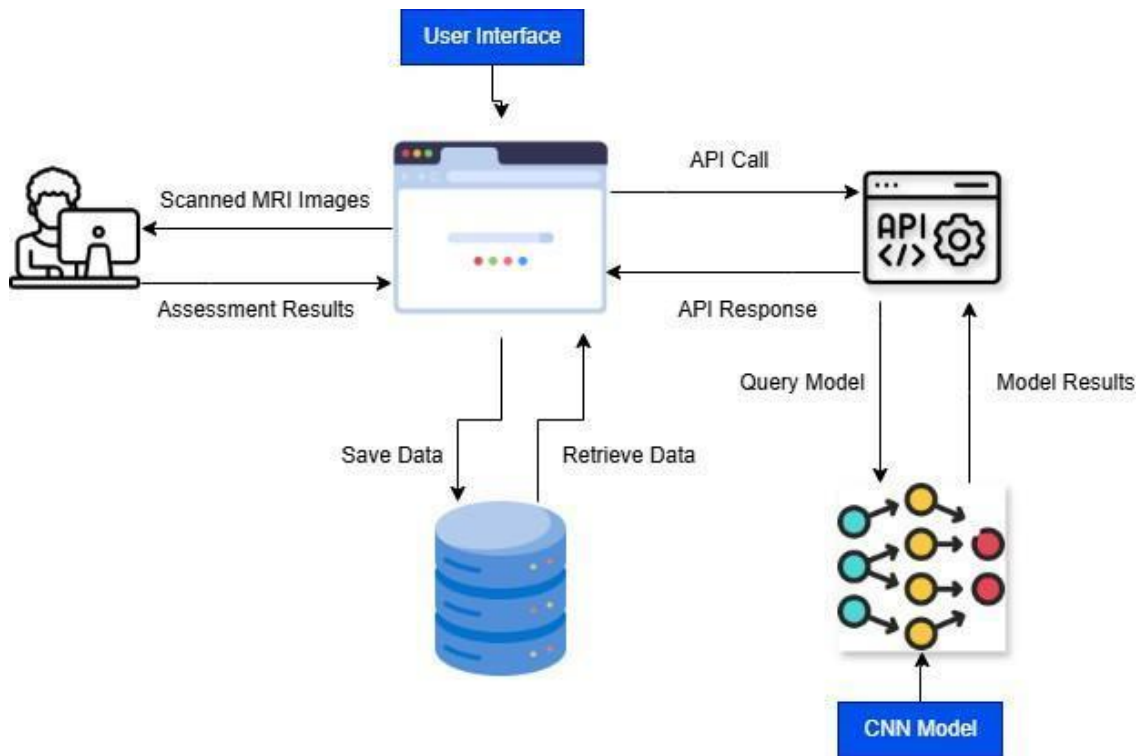 User Interface
API Call
Scanned MRI Images
API
</>
Assessment Results
API Response
Query Model
Model Results
Save Data
Retrieve Data
CNN Model